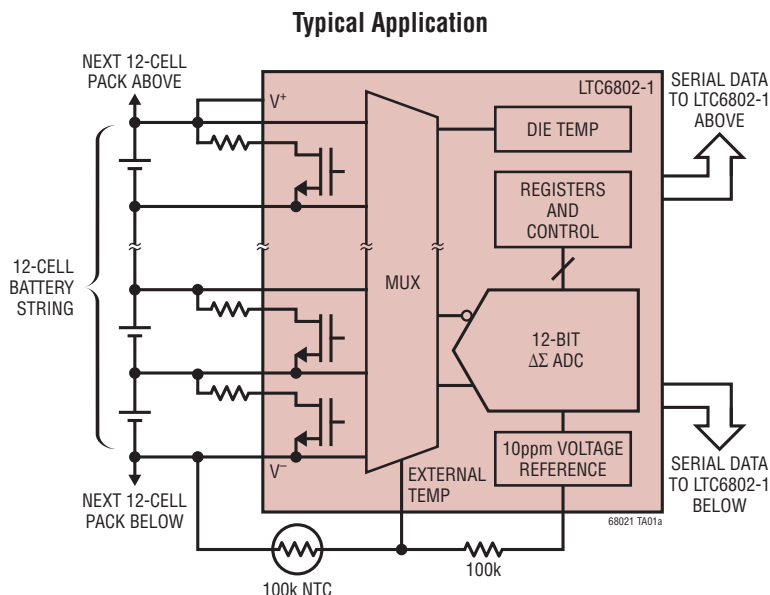 Typical Application
NEXT 12-CELL
PACK ABOVE
LTC6802-1
SERIAL DATA
TO LTC6802-1
ABOVE
V+
DIE TEMP
REGISTERS
AND
CONTROL
12-CELL
BATTERY
STRING
MUX
12-BIT
ΔΣ ADC
10ppm VOLTAGE
REFERENCE
V−
EXTERNAL
TEMP
NEXT 12-CELL
PACK BELOW
SERIAL DATA
TO LTC6802-1
BELOW
68021 TA01a
100k NTC
100k